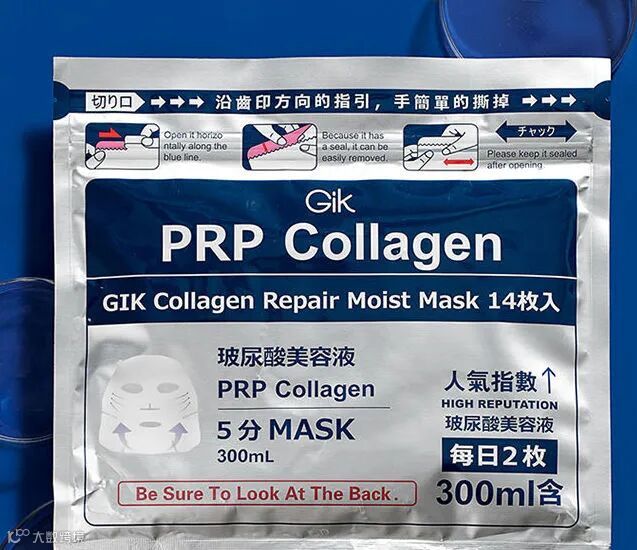 切り口 →→→ 沿齒印方向的指引，手簡單的撕掉 →→→
Open it horizo
ntally along the
blue line.
Because it has
a seal, it can be
easily removed.
チャック
Please keep it sealed
after opening
Gik
PRP Collagen
GIK Collagen Repair Moist Mask 14枚入
玻尿酸美容液
PRP Collagen
5分 MASK
300mL
人氣指數↑
HIGH REPUTATION
玻尿酸美容液
每日2枚
300ml含
Be Sure To Look At The Back.
大數跨境